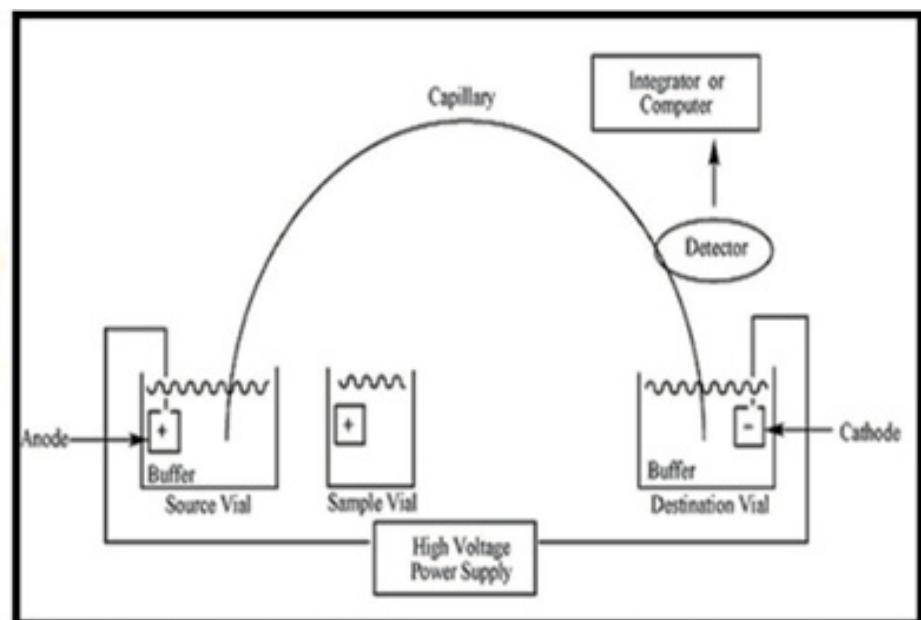 Capillary
Integrator or
Computer
Detector
Anode
+
Buffer
Source Vial
+
Sample Vial
Buffer
-
Destination Vial
Cathode
High Voltage
Power Supply